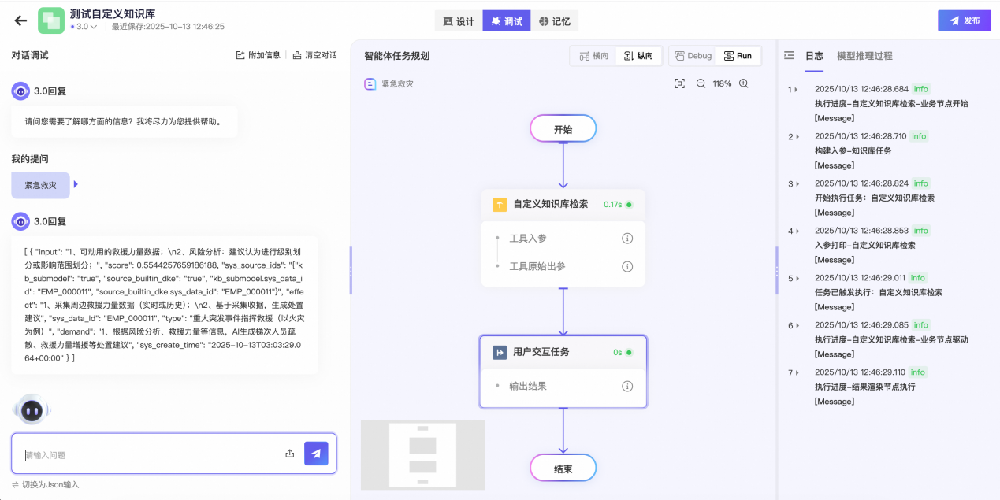 测试自定义知识库
3.0
最近保存:2025-10-13 12:46:25
设计
调试
记忆
发布
对话调试
附加信息
清空对话
3.0回复
请问您需要了解哪方面的信息？我将尽力为您提供帮助。
我的提问
紧急救灾
3.0回复
[ { "input": "1、可动用的救援力量数据；\n2、风险分析：建议认为进行级别划
分或影响范围划分；", "score": 0.5544257659186188, "sys_source_ids": "{"k
b_submodel": "true", "source_builtin_dke": "true", "kb_submodel.sys_data_i
d": "EMP_000011", "source_builtin_dke.sys_data_id": "EMP_000011"}", "effe
ct": "1、采集周边救援力量数据（实时或历史）；\n2、基于采集收据，生成处置
建议", "sys_data_id": "EMP_000011", "type": "重大突发事件指挥救援（以火灾
为例）", "demand": "1、根据风险分析、救援力量等信息，AI生成梯次人员疏
散、救援力量增援等处置建议", "sys_create_time": "2025-10-13T03:03:29.0
64+00:00" } ]
请输入问题
切换为Json输入
智能体任务规划
横向
纵向
Debug
Run
紧急救灾
118%
开始
自定义知识库检索
0.17s
工具入参
工具原始出参
用户交互任务
0s
输出结果
结束
日志
模型推理过程
1
2025/10/13 12:46:28.684 info
执行进度-自定义知识库检索-业务节点开始
[Message]
2
2025/10/13 12:46:28.710 info
构建入参-知识库任务
[Message]
3
2025/10/13 12:46:28.824 info
开始执行任务：自定义知识库检索
[Message]
4
2025/10/13 12:46:28.853 info
入参打印-自定义知识库检索
[Message]
5
2025/10/13 12:46:29.011 info
任务已触发执行：自定义知识库检索
[Message]
6
2025/10/13 12:46:29.085 info
执行进度-自定义知识库检索-业务节点驱动
[Message]
7
2025/10/13 12:46:29.110 info
执行进度-结果渲染节点执行
[Message]